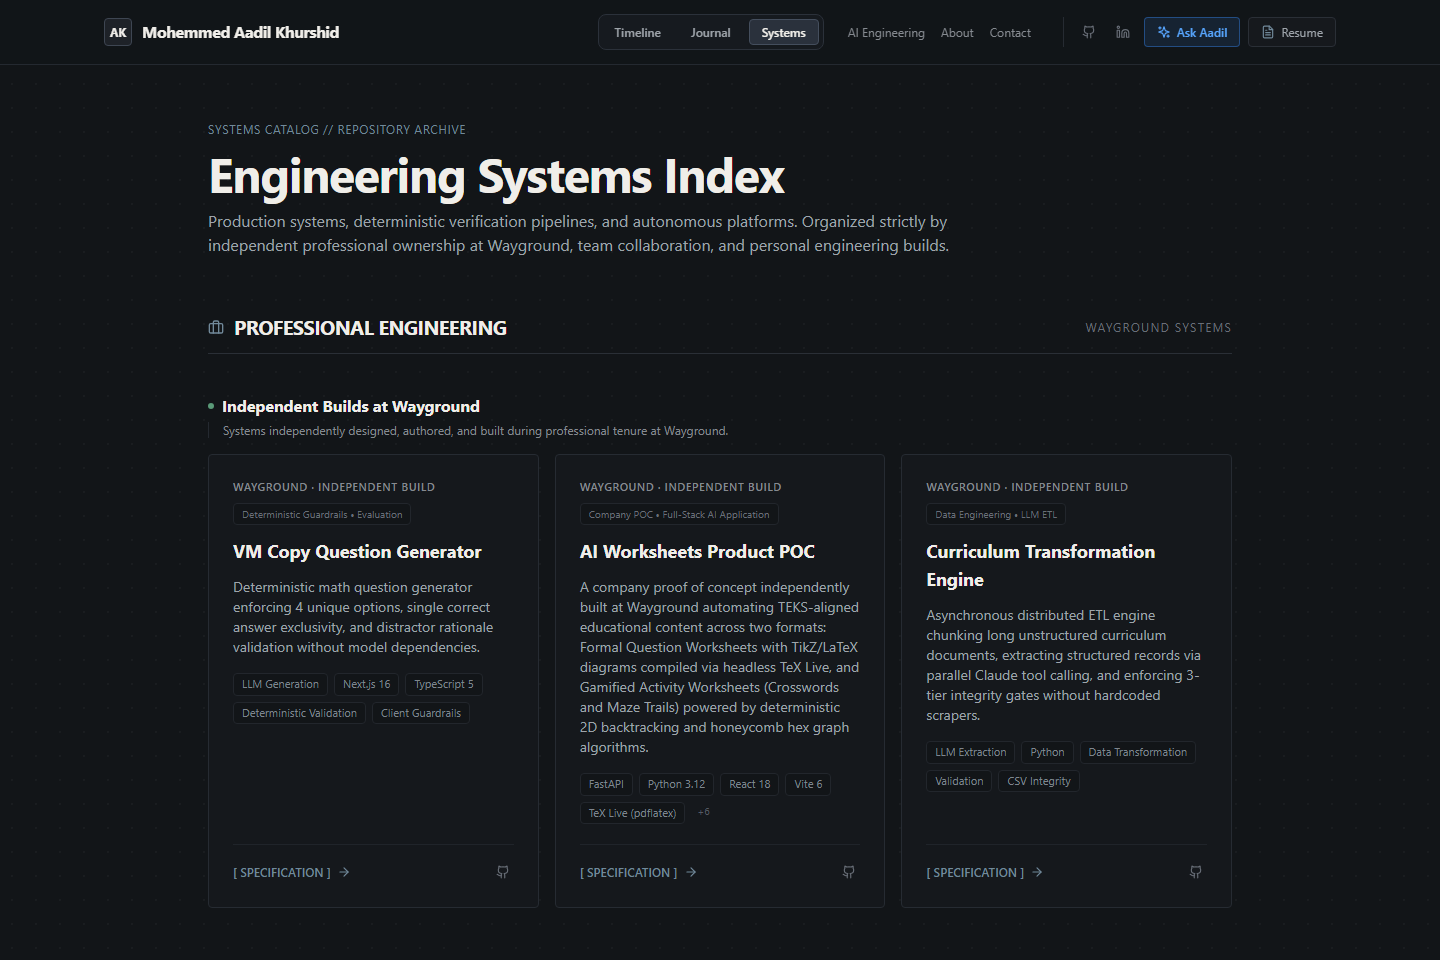 AK Mohemmed Aadil Khurshid Timeline Journal Systems AI Engineering About Contact Ask Aadil Resume
SYSTEMS CATALOG // REPOSITORY ARCHIVE
Engineering Systems Index
Production systems, deterministic verification pipelines, and autonomous platforms. Organized strictly by
independent professional ownership at Wayground, team collaboration, and personal engineering builds.
PROFESSIONAL ENGINEERING
WAYGROUND SYSTEMS
Independent Builds at Wayground
Systems independently designed, authored, and built during professional tenure at Wayground.
WAYGROUND · INDEPENDENT BUILD
Deterministic Guardrails • Evaluation
VM Copy Question Generator
Deterministic math question generator
enforcing 4 unique options, single correct
answer exclusivity, and distractor rationale
validation without model dependencies.
LLM Generation Next.js 16 TypeScript 5
Deterministic Validation Client Guardrails
[ SPECIFICATION ] →
WAYGROUND · INDEPENDENT BUILD
Company POC • Full-Stack AI Application
AI Worksheets Product POC
A company proof of concept independently
built at Wayground automating TEKS-aligned
educational content across two formats:
Formal Question Worksheets with TikZ/LaTeX
diagrams compiled via headless TeX Live, and
Gamified Activity Worksheets (Crosswords
and Maze Trails) powered by deterministic
2D backtracking and honeycomb hex graph
algorithms.
FastAPI Python 3.12 React 18 Vite 6
TeX Live (pdflatex) +6
[ SPECIFICATION ] →
WAYGROUND · INDEPENDENT BUILD
Data Engineering • LLM ETL
Curriculum Transformation
Engine
Asynchronous distributed ETL engine
chunking long unstructured curriculum
documents, extracting structured records via
parallel Claude tool calling, and enforcing 3-
tier integrity gates without hardcoded
scrapers.
LLM Extraction Python Data Transformation
Validation CSV Integrity
[ SPECIFICATION ] →